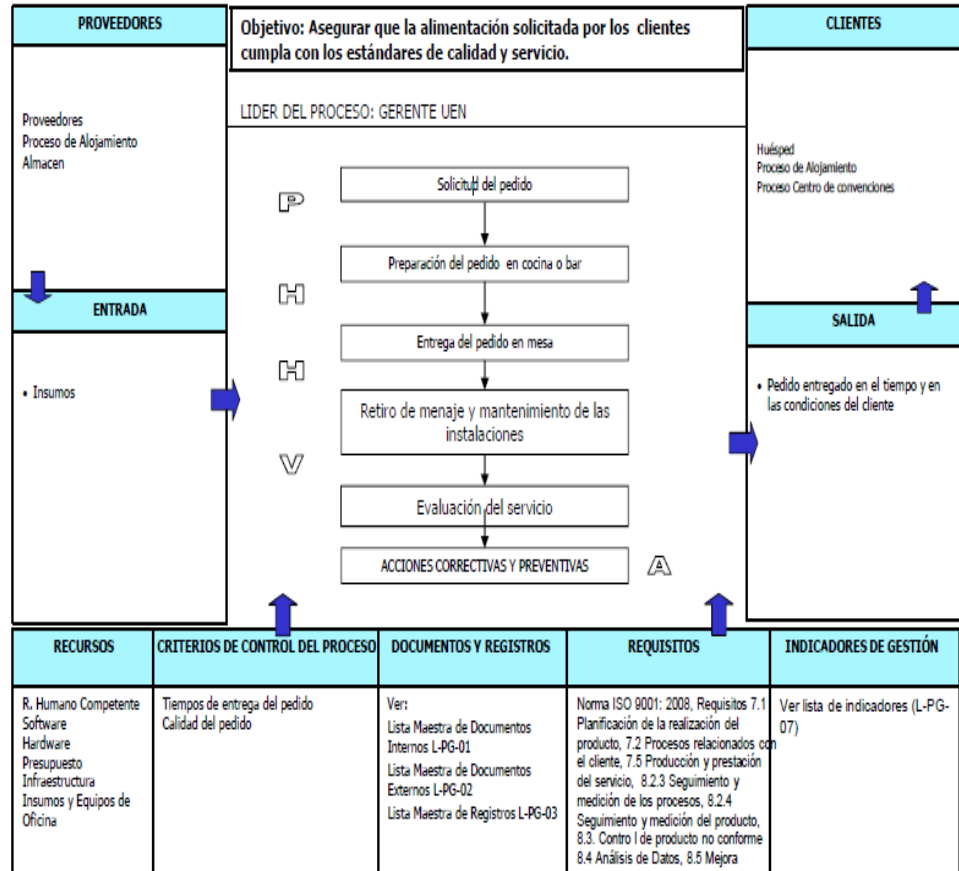 PROVEEDORES
Proveedores
Proceso de Alojamiento
Almacen
ENTRADA
• Insumos
Objetivo: Asegurar que la alimentación solicitada por los clientes
cumpla con los estándares de calidad y servicio.
LIDER DEL PROCESO: GERENTE UEN
P
Solicitud del pedido
Preparación del pedido en cocina o bar
H
Entrega del pedido en mesa
H
Retiro de menaje y mantenimiento de las
instalaciones
V
Evaluación del servicio
ACCIONES CORRECTIVAS Y PREVENTIVAS
A
CLIENTES
Huésped
Proceso de Alojamiento
Proceso Centro de convenciones
SALIDA
• Pedido entregado en el tiempo y en
las condiciones del cliente
RECURSOS
R. Humano Competente
Software
Hardware
Presupuesto
Infraestructura
Insumos y Equipos de
Oficina
CRITERIOS DE CONTROL DEL PROCESO
Tiempos de entrega del pedido
Calidad del pedido
DOCUMENTOS Y REGISTROS
Ver:
Lista Maestra de Documentos
Internos L-PG-01
Lista Maestra de Documentos
Externos L-PG-02
Lista Maestra de Registros L-PG-03
REQUISITOS
Norma ISO 9001: 2008, Requisitos 7.1
Planificación de la realización del
producto, 7.2 Procesos relacionados con
el cliente, 7.5 Producción y prestación
del servicio, 8.2.3 Seguimiento y
medición de los procesos, 8.2.4
Seguimiento y medición del producto,
8.3. Contro l de producto no conforme
8.4 Análisis de Datos, 8.5 Mejora
INDICADORES DE GESTIÓN
Ver lista de indicadores (L-PG-
07)